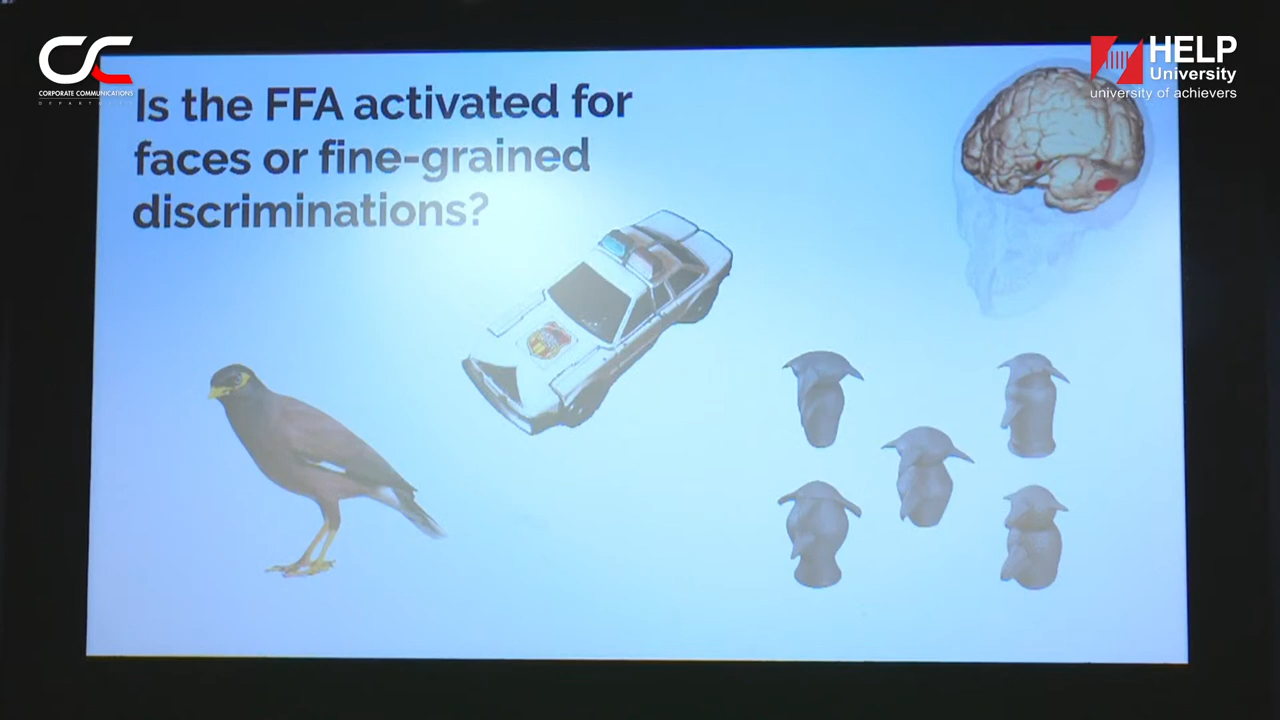 CC
CORPORATE COMMUNICATIONS
DEPARTMENT
HELP
University
university of achievers
Is the FFA activated for
faces or fine-grained
discriminations?